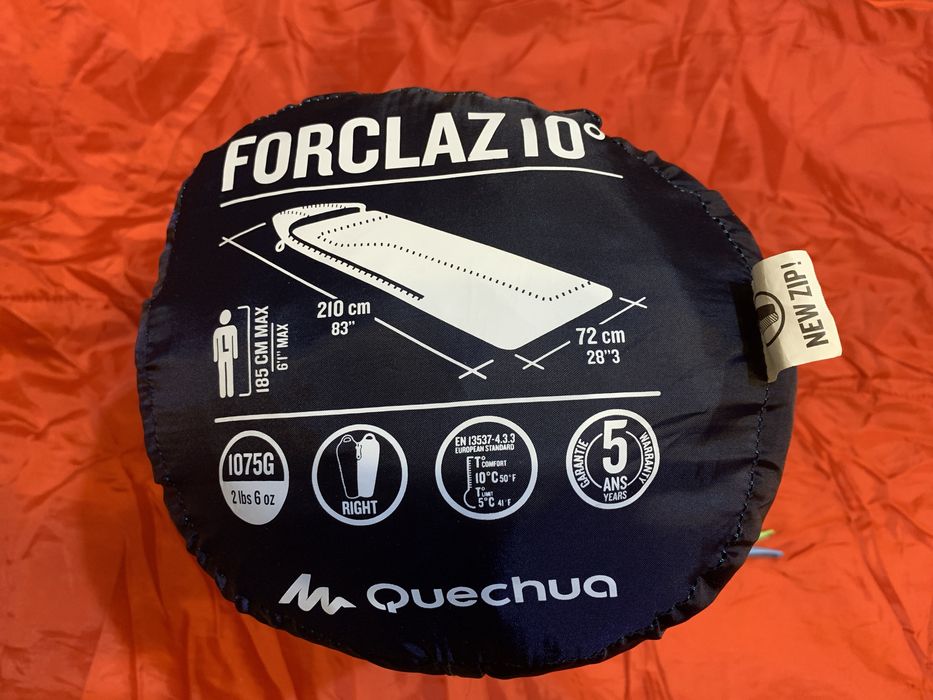 FORCLAZ 10°
210 cm
83"
72 cm
28"3
L
185 CM MAX
6'1" MAX
NEW ZIP!
1075G
2 lbs 6 oz
RIGHT
EN 13537-4.3.3
EUROPEAN STANDARD
T° COMFORT
10°C 50°F
T° LIMIT
5°C 41°F
GARANTIE
5
ANS
YEARS
WARRANTY
Quechua